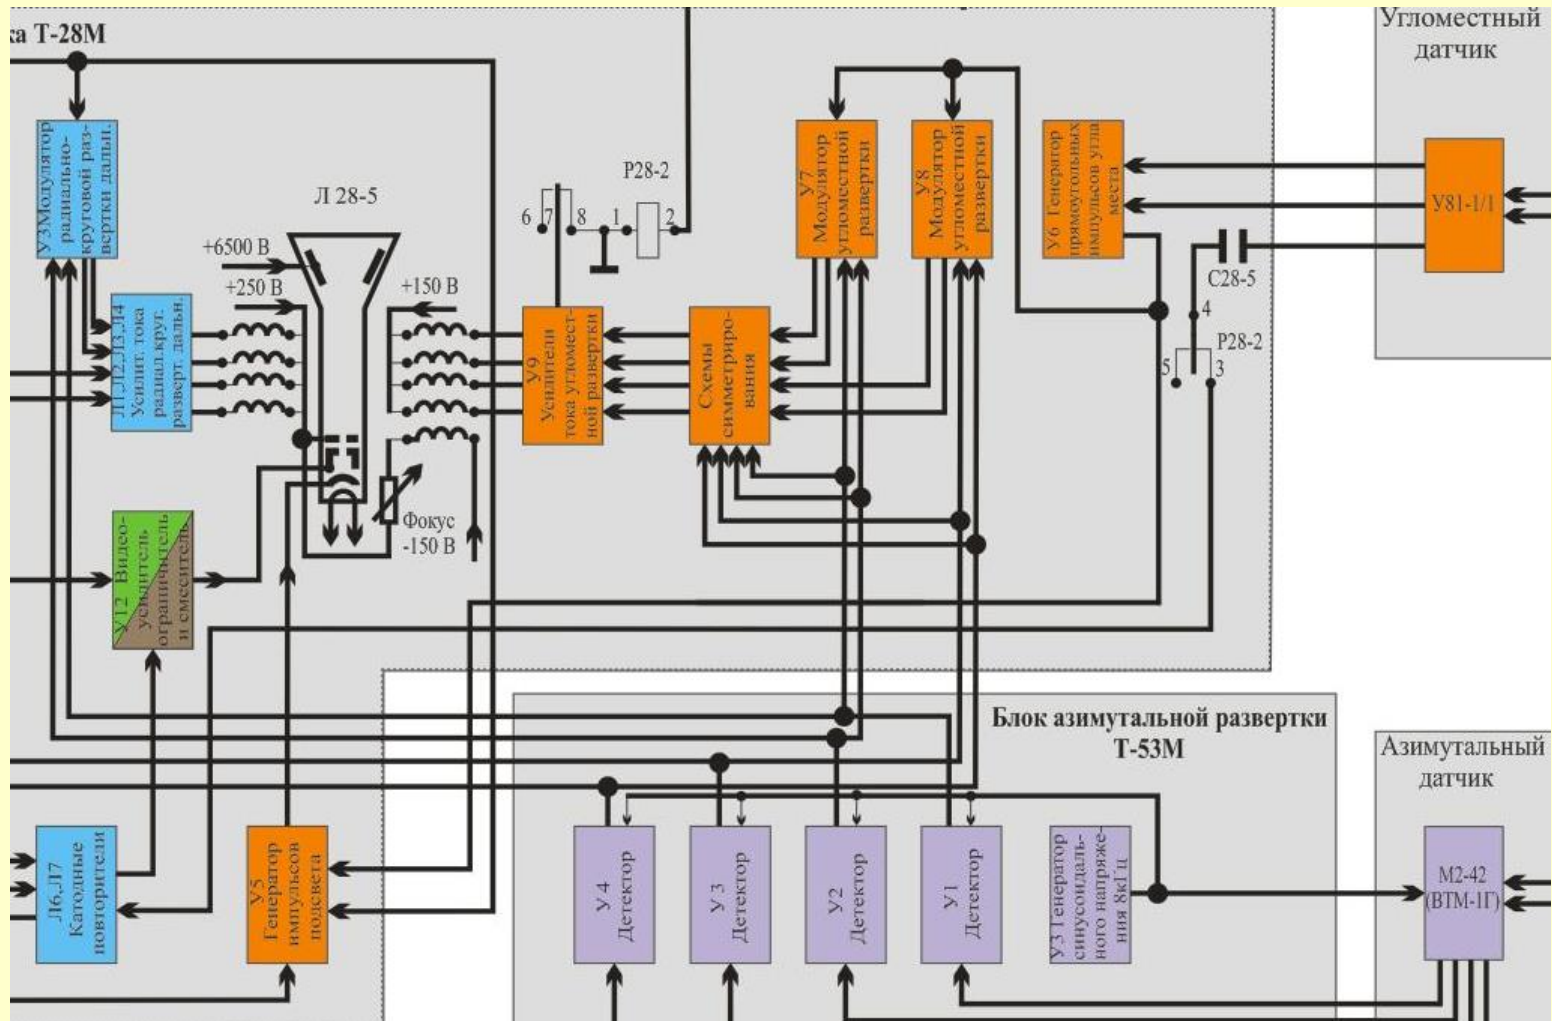 ка Т-28М
Угломестный
датчик
У3Модулятор
радиально-
круговой раз-
вертки дальн.
Л 28-5
Р28-2
6
7
8
1
2
У7
Модулятор
угломестной
развертки
У8
Модулятор
угломестной
развертки
У6 Генератор
прямоугольных
импульсов угла
места
У81-1/1
+6500 В
+250 В
+150 В
С28-5
4
Р28-2
5
3
Л1,Л2,Л3,Л4
Усилит. тока
радиал.круг.
разверт. дальн.
У9
Усилители
тока угломест-
ной развертки
Схемы
симметриро-
вания
Фокус
-150 В
У12 Видео-
усилитель
ограничитель
и смеситель
Блок азимутальной развертки
Т-53М
Азимутальный
датчик
Л6,Л7
Катодные
повторители
У5
Генератор
импульсов
подсвета
У4
Детектор
У 3
Детектор
У2
Детектор
У1
Детектор
У3 Генератор
синусоидаль-
ного напряже-
ния 8кГц
М2-42
(ВТМ-1Г)